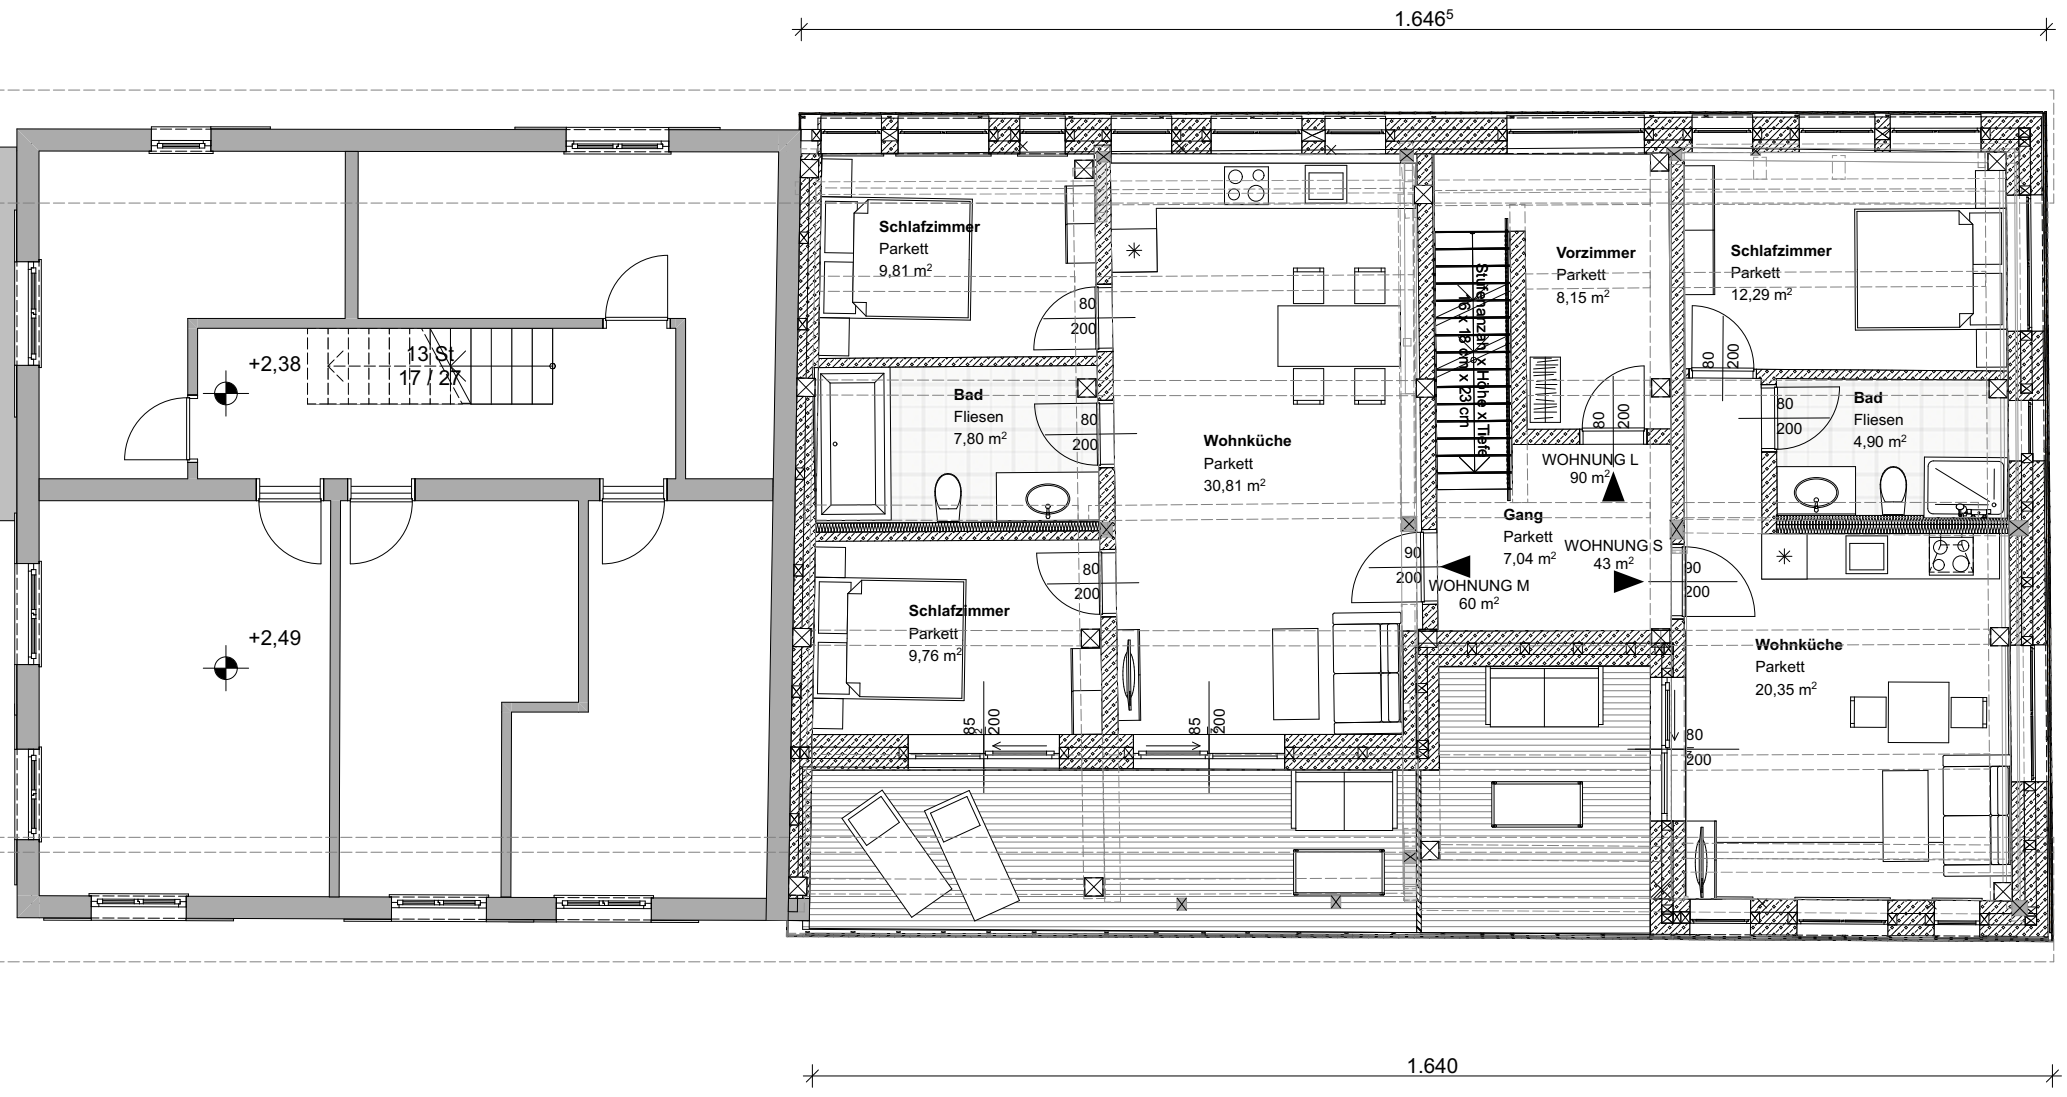 1.646⁵
Schlafzimmer
Parkett
9,81 m²
80
200
Bad
Fliesen
7,80 m²
80
200
Schlafzimmer
Parkett
9,76 m²
80
200
85
200
85
200
Wohnküche
Parkett
30,81 m²
90
200
Stufenanzahl x Höhe x Tiefe
16 x 18 cm x 23 cm
Vorzimmer
Parkett
8,15 m²
80
200
WOHNUNG L
90 m²
Gang
Parkett
7,04 m²
WOHNUNG S
43 m²
WOHNUNG M
60 m²
90
200
Schlafzimmer
Parkett
12,29 m²
80
200
Bad
Fliesen
4,90 m²
80
200
Wohnküche
Parkett
20,35 m²
80
200
+2,38
13 St
17 / 27
+2,49
1.640